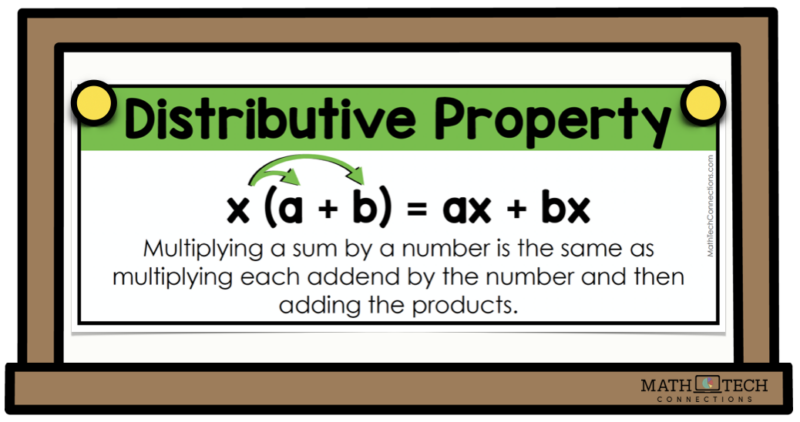 Distributive Property
x (a + b) = ax + bx
Multiplying a sum by a number is the same as
multiplying each addend by the number and then
adding the products.
MathTechConnections.com
MATH TECH
CONNECTIONS